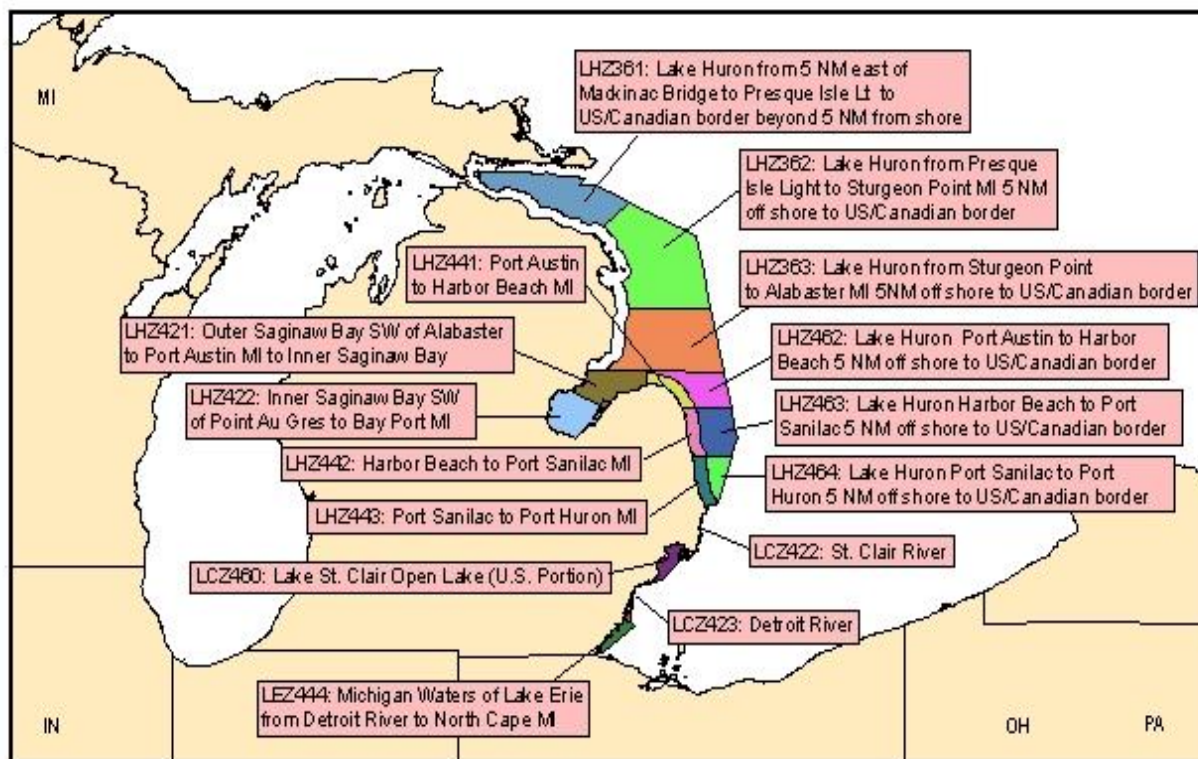 MI
LHZ361: Lake Huron from 5 NM east of
Mackinac Bridge to Presque Isle Lt to
US/Canadian border beyond 5 NM from shore
LHZ362: Lake Huron from Presque
Isle Light to Sturgeon Point MI 5 NM
off shore to US/Canadian border
LHZ441: Port Austin
to Harbor Beach MI
LHZ363: Lake Huron from Sturgeon Point
to Alabaster MI 5NM off shore to US/Canadian border
LHZ421: Outer Saginaw Bay SW of Alabaster
to Port Austin MI to Inner Saginaw Bay
LHZ462: Lake Huron Port Austin to Harbor
Beach 5 NM off shore to US/Canadian border
LHZ422: Inner Saginaw Bay SW
of Point Au Gres to Bay Port MI
LHZ463: Lake Huron Harbor Beach to Port
Sanilac 5 NM off shore to US/Canadian border
LHZ442: Harbor Beach to Port Sanilac MI
LHZ464: Lake Huron Port Sanilac to Port
Huron 5 NM off shore to US/Canadian border
LHZ443: Port Sanilac to Port Huron MI
LCZ422: St. Clair River
LCZ460: Lake St. Clair Open Lake (U.S. Portion)
LCZ423: Detroit River
LEZ444: Michigan Waters of Lake Erie
from Detroit River to North Cape MI
IN
OH
PA